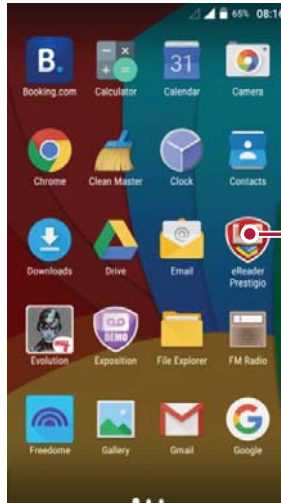 65% 08:16
B.
Booking.com Calculator Calendar Camera
31
Chrome Clean Master Clock Contacts
Downloads Drive Email eReader
Prestigio
DEMO
Evolution Exposition File Explorer FM Radio
Freedome Gallery Gmail Google